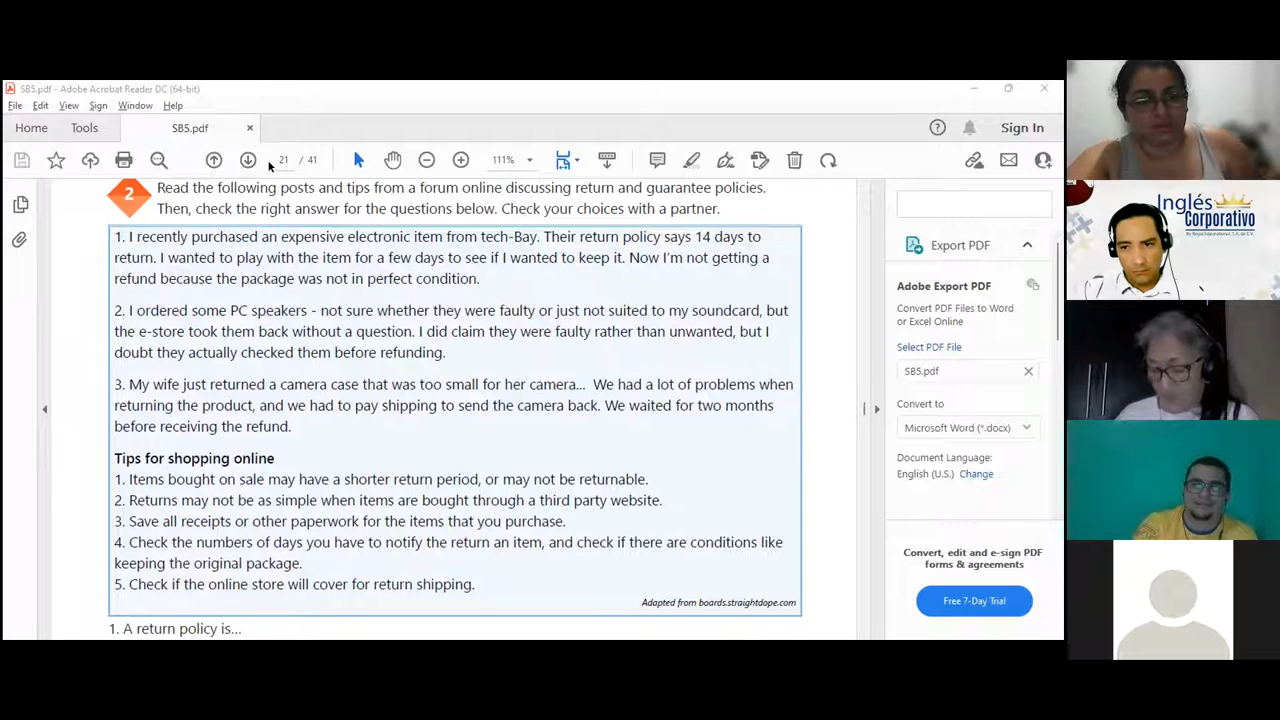 SB5.pdf - Adobe Acrobat Reader DC (64-bit)
File Edit View Sign Window Help
Home Tools SB5.pdf Sign In
21 / 41 111%
2
Read the following posts and tips from a forum online discussing return and guarantee policies.
Then, check the right answer for the questions below. Check your choices with a partner.
1. I recently purchased an expensive electronic item from Tech-Bay. Their return policy says 14 days to
return. I wanted to play with the item for a few days to see if I wanted to keep it. Now I'm not getting a
refund because the package was not in perfect condition.
2. I ordered some PC speakers - not sure whether they were faulty or just not suited to my soundcard, but
the e-store took them back without a question. I did claim they were faulty rather than unwanted, but I
doubt they actually checked them before refunding.
3. My wife just returned a camera case that was too small for her camera... We had a lot of problems when
returning the product, and we had to pay shipping to send the camera back. We waited for two months
before receiving the refund.
Tips for shopping online
1. Items bought on sale may have a shorter return period, or may not be returnable.
2. Returns may not be as simple when items are bought through a third party website.
3. Save all receipts or other paperwork for the items that you purchase.
4. Check the numbers of days you have to notify the return an item, and check if there are conditions like
keeping the original package.
5. Check if the online store will cover for return shipping.
Adapted from boards.straightdope.com
1. A return policy is...
Export PDF
Adobe Export PDF
Convert PDF Files to Word
or Excel Online
Select PDF File
SB5.pdf
Convert to
Microsoft Word (*.docx)
Document Language:
English (U.S.) Change
Convert, edit and e-sign PDF
forms & agreements
Free 7-Day Trial
Inglés
Corporativo